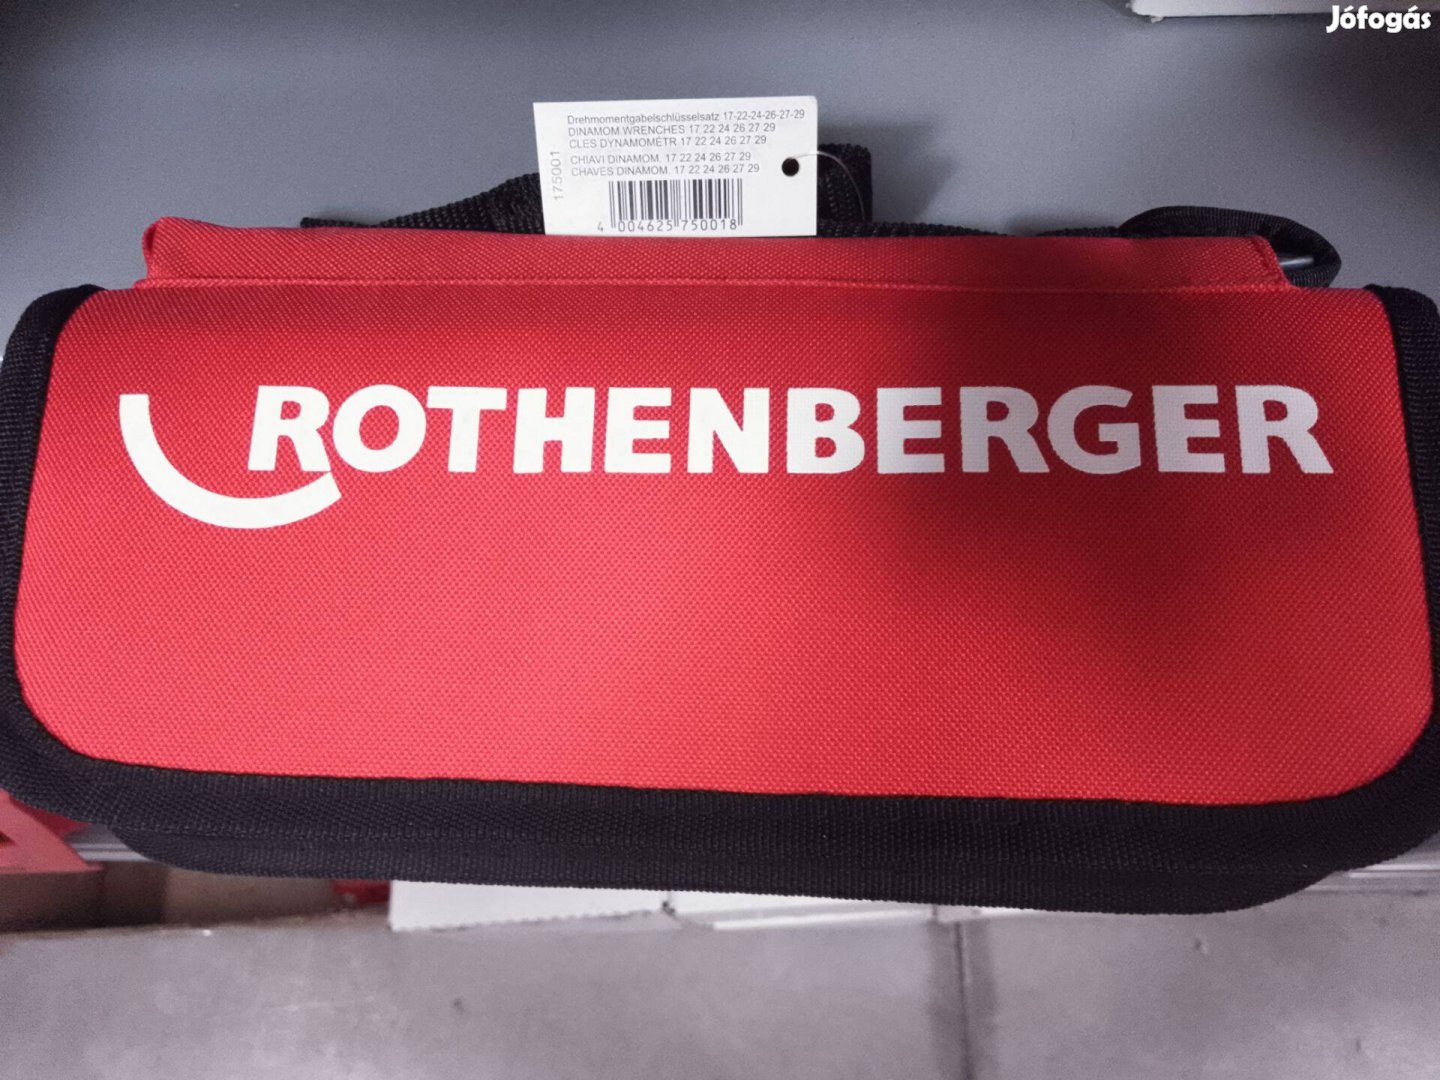 Jófogás
Drehmomentgabelschlüsselsatz 17-22-24-26-27-29
DINAMOM.WRENCHES 17 22 24 26 27 29
CLES DYNAMOMÉTR 17 22 24 26 27 29
CHIAVI DINAMOM. 17 22 24 26 27 29
CHAVES DINAMOM. 17 22 24 26 27 29
175001
4 004625 750018
ROTHENBERGER